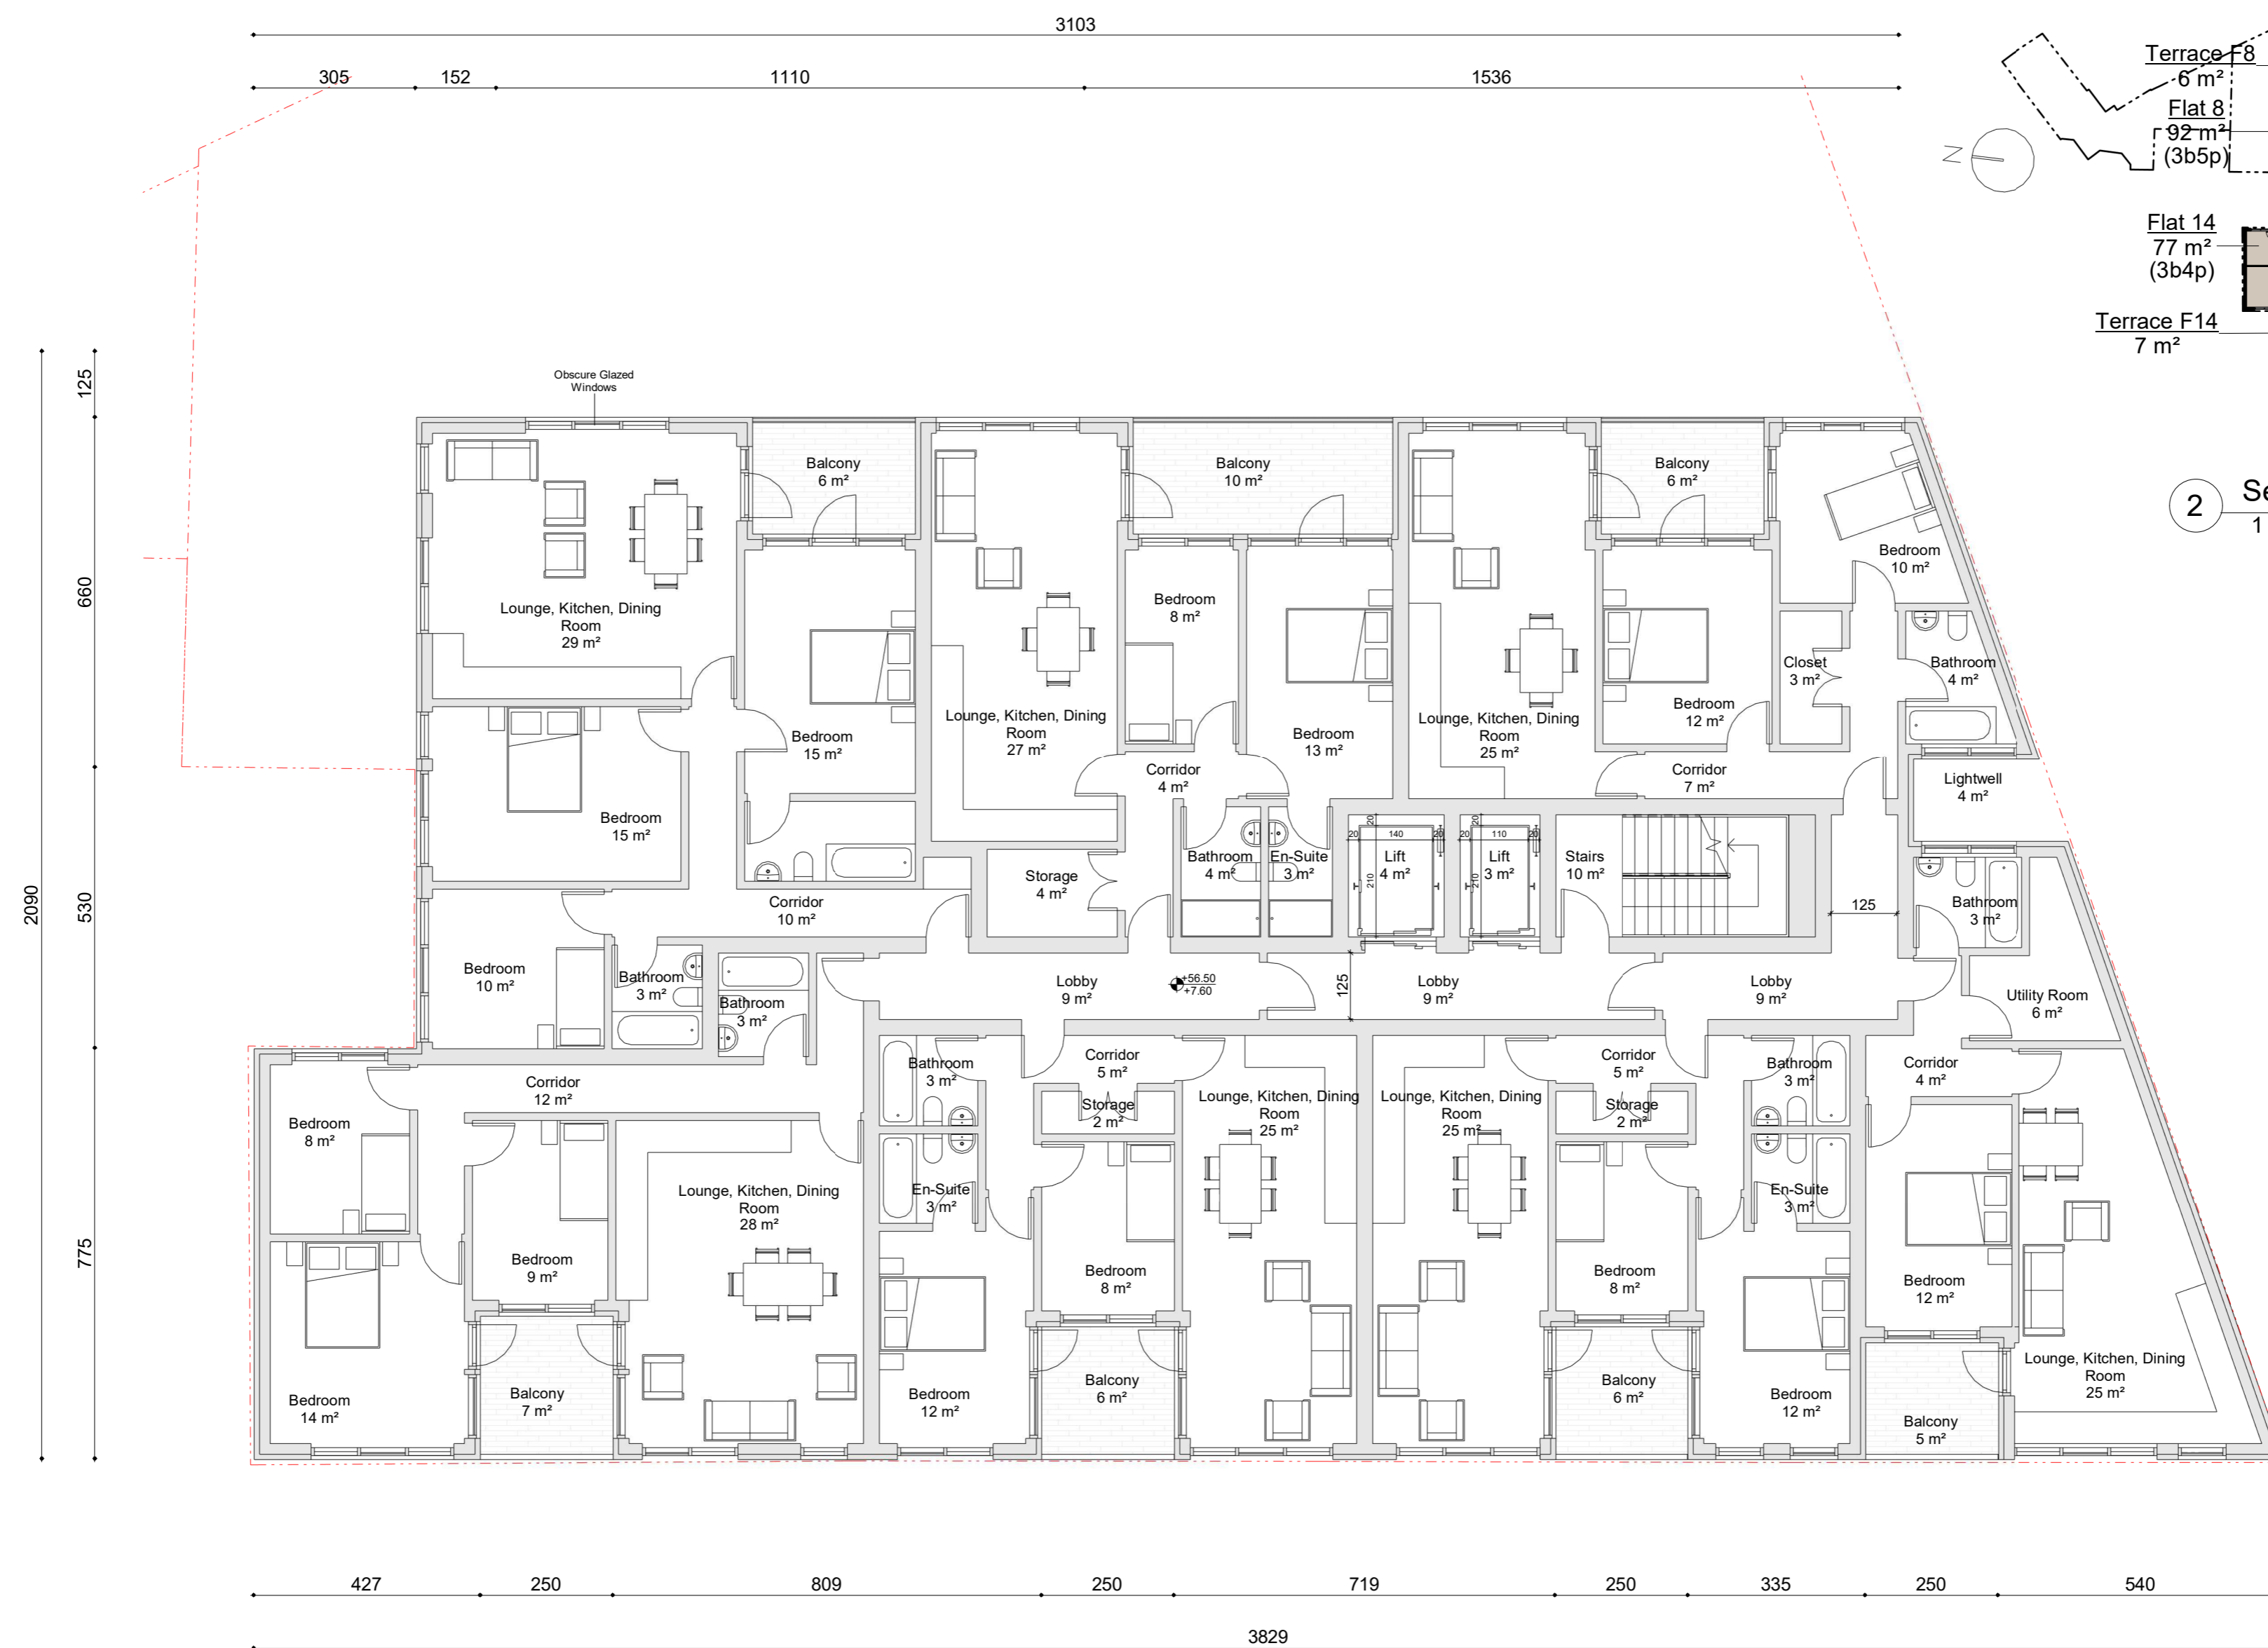 3103
305
152
1110
1536
Terrace F8
6 m²
Flat 8
92 m²
(3b5p)
N
Flat 14
77 m²
(3b4p)
Terrace F14
7 m²
2
Se
1
125
660
530
775
2090
Obscure Glazed
Windows
Balcony
6 m²
Balcony
10 m²
Balcony
6 m²
Bedroom
10 m²
Lounge, Kitchen, Dining
Room
29 m²
Bedroom
8 m²
Closet
3 m²
Bathroom
4 m²
Bedroom
15 m²
Lounge, Kitchen, Dining
Room
27 m²
Bedroom
13 m²
Lounge, Kitchen, Dining
Room
25 m²
Bedroom
12 m²
Corridor
4 m²
Corridor
7 m²
Lightwell
4 m²
Bedroom
15 m²
Storage
4 m²
Bathroom
4 m²
En-Suite
3 m²
20
20
140
20
210
Lift
4 m²
20
20
110
20
210
Lift
3 m²
Stairs
10 m²
125
Corridor
10 m²
Bathroom
3 m²
Bedroom
10 m²
Bathroom
3 m²
Bathroom
3 m²
Lobby
9 m²
+56.50
+7.60
125
Lobby
9 m²
Lobby
9 m²
Utility Room
6 m²
Corridor
12 m²
Bathroom
3 m²
Corridor
5 m²
Storage
2 m²
Lounge, Kitchen, Dining
Room
25 m²
Lounge, Kitchen, Dining
Room
25 m²
Corridor
5 m²
Storage
2 m²
Bathroom
3 m²
Corridor
4 m²
Bedroom
8 m²
Lounge, Kitchen, Dining
Room
28 m²
En-Suite
3 m²
En-Suite
3 m²
Bedroom
9 m²
Bedroom
8 m²
Bedroom
8 m²
Bedroom
12 m²
Bedroom
14 m²
Balcony
7 m²
Bedroom
12 m²
Balcony
6 m²
Balcony
6 m²
Bedroom
12 m²
Lounge, Kitchen, Dining
Room
25 m²
Balcony
5 m²
427
250
809
250
719
250
335
250
540
3829